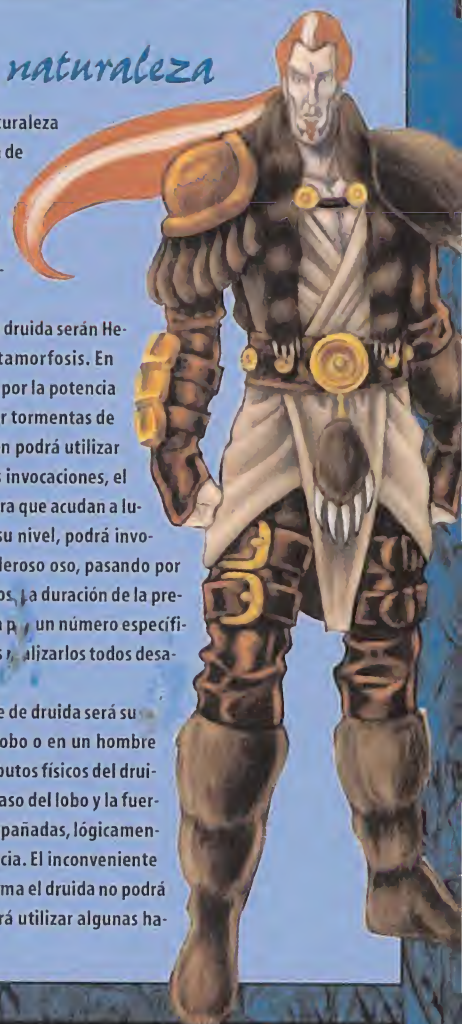 naturaleza
turaleza
de
druida serán He-
tamorfosis. En
por la potencia
r tormentas de
n podrá utilizar
s invocaciones, el
ra que acudan a lu-
su nivel, podrá invo-
deroso oso, pasando por
os. La duración de la pre-
un número específi-
s alizarlos todos desa-
e de druida será su
obo o en un hombre
butos físicos del drui-
aso del lobo y la fuer-
pañadas, lógicamen-
cia. El inconveniente
ma el druida no podrá
rá utilizar algunas ha-